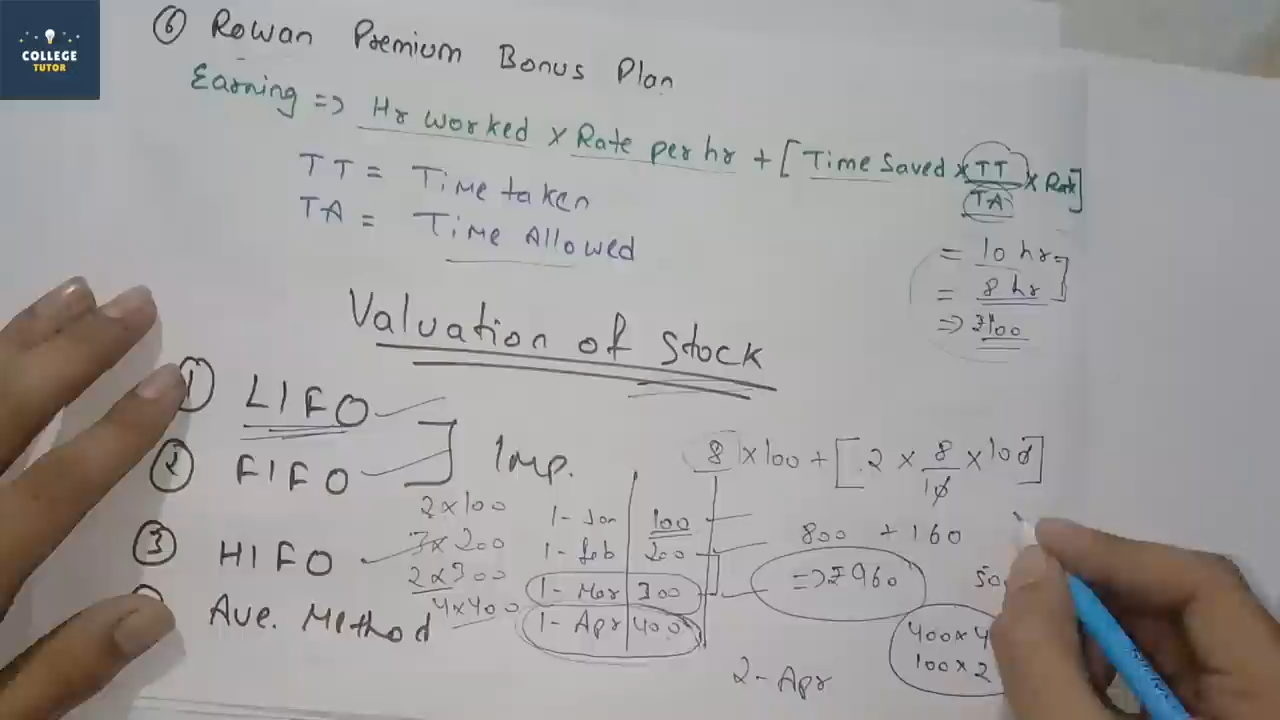 COLLEGE
TUTOR
⑥ Rowan Premium Bonus Plan
Earning => Hr worked × Rate per hr + [Time Saved × TT/TA × Rate]
TT = Time taken
TA = Time Allowed
= 10 hr
= 8 hr
=> ₹100
Valuation of Stock
① LIFO
② FIFO
Imp.
③ HIFO
Ave. Method
2×100
3×200
2×300
4×400
1-Jan 100
1-Feb 200
1-Mar 300
1-Apr 400
8 × 100 + [2 × 8/10 × 100]
800 + 160
=> ₹960
50
400×4
100×2
2-Apr